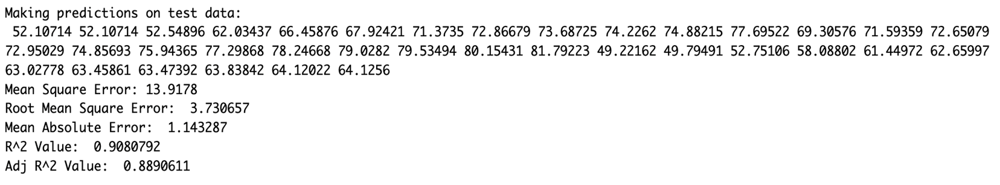 Making predictions on test data:
52.10714 52.10714 52.54896 62.03437 66.45876 67.92421 71.3735 72.86679 73.68725 74.2262 74.88215 77.69522 69.30576 71.59359 72.65079
72.95029 74.85693 75.94365 77.29868 78.24668 79.0282 79.53494 80.15431 81.79223 49.22162 49.79491 52.75106 58.08802 61.44972 62.65997
63.02778 63.45861 63.47392 63.83842 64.12022 64.1256
Mean Square Error: 13.9178
Root Mean Square Error:  3.730657
Mean Absolute Error:  1.143287
R^2 Value:  0.9080792
Adj R^2 Value:  0.8890611